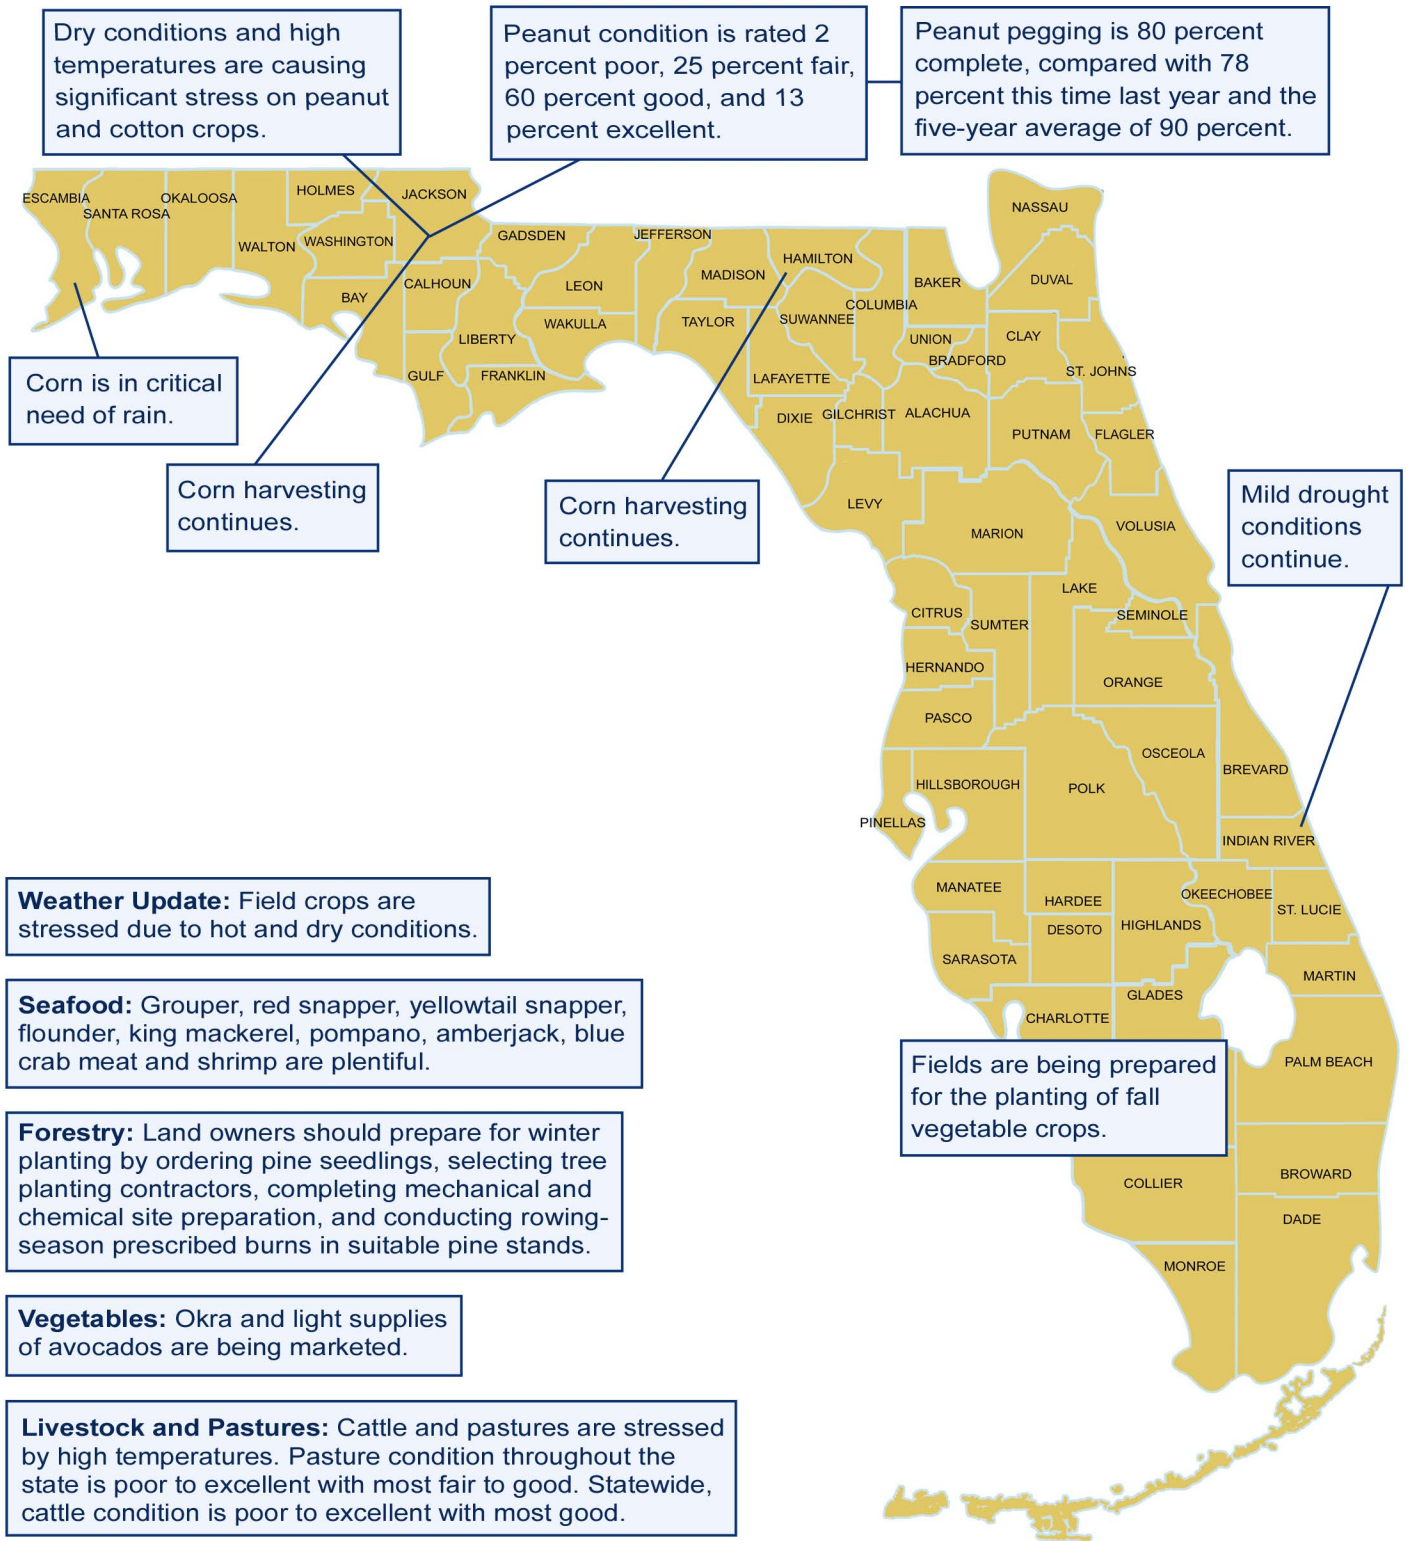 Dry conditions and high
temperatures are causing
significant stress on peanut
and cotton crops.
Peanut condition is rated 2
percent poor, 25 percent fair,
60 percent good, and 13
percent excellent.
Peanut pegging is 80 percent
complete, compared with 78
percent this time last year and the
five-year average of 90 percent.
ESCAMBIA
SANTA ROSA
OKALOOSA
WALTON
HOLMES
WASHINGTON
JACKSON
BAY
CALHOUN
GULF
LIBERTY
GADSDEN
FRANKLIN
LEON
WAKULLA
JEFFERSON
MADISON
TAYLOR
HAMILTON
SUWANNEE
LAFAYETTE
DIXIE
COLUMBIA
GILCHRIST
BAKER
UNION
BRADFORD
ALACHUA
NASSAU
DUVAL
CLAY
ST. JOHNS
PUTNAM
FLAGLER
LEVY
MARION
VOLUSIA
Corn is in critical
need of rain.
Corn harvesting
continues.
Corn harvesting
continues.
Mild drought
conditions
continue.
CITRUS
SUMTER
LAKE
SEMINOLE
HERNANDO
ORANGE
PASCO
OSCEOLA
BREVARD
HILLSBOROUGH
POLK
PINELLAS
INDIAN RIVER
MANATEE
HARDEE
HIGHLANDS
OKEECHOBEE
ST. LUCIE
DESOTO
SARASOTA
MARTIN
GLADES
CHARLOTTE
PALM BEACH
Fields are being prepared
for the planting of fall
vegetable crops.
COLLIER
BROWARD
DADE
MONROE
Weather Update: Field crops are
stressed due to hot and dry conditions.
Seafood: Grouper, red snapper, yellowtail snapper,
flounder, king mackerel, pompano, amberjack, blue
crab meat and shrimp are plentiful.
Forestry: Land owners should prepare for winter
planting by ordering pine seedlings, selecting tree
planting contractors, completing mechanical and
chemical site preparation, and conducting rowing-
season prescribed burns in suitable pine stands.
Vegetables: Okra and light supplies
of avocados are being marketed.
Livestock and Pastures: Cattle and pastures are stressed
by high temperatures. Pasture condition throughout the
state is poor to excellent with most fair to good. Statewide,
cattle condition is poor to excellent with most good.